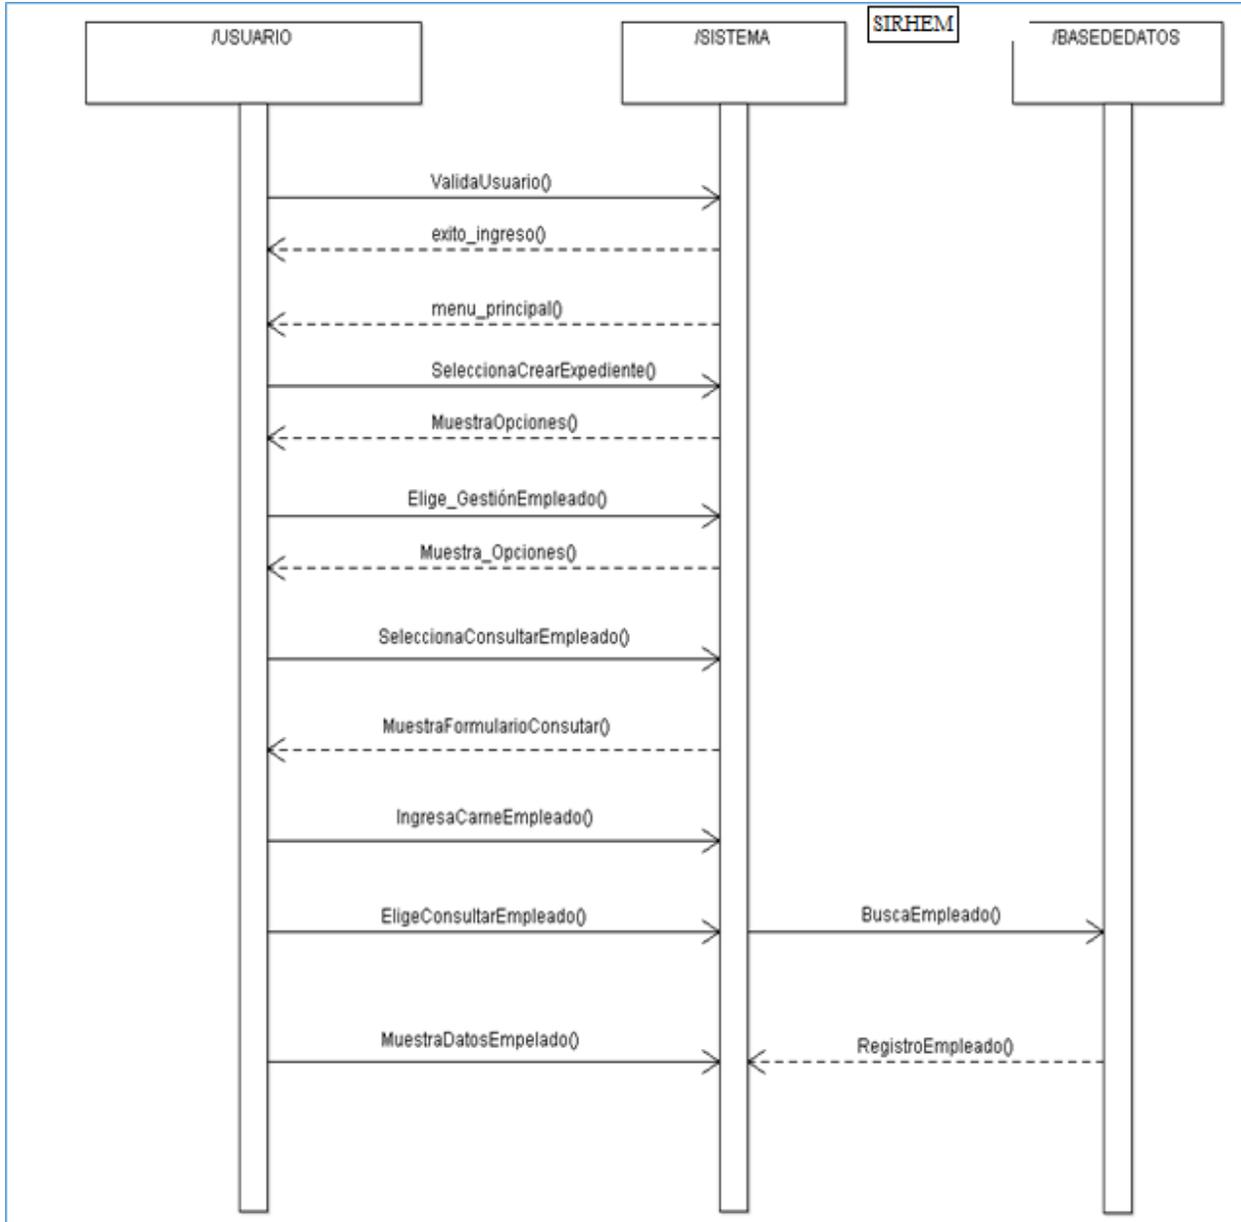 SIRHEM
/USUARIO
/SISTEMA
/BASEDEDATOS
ValidaUsuario()
exito_ingreso()
menu_principal()
SeleccionaCrearExpediente()
MuestraOpciones()
Elige_GestiónEmpleado()
Muestra_Opciones()
SeleccionaConsultarEmpleado()
MuestraFormularioConsutar()
IngresaCarneEmpleado()
EligeConsultarEmpleado()
BuscaEmpleado()
MuestraDatosEmpelado()
RegistroEmpleado()